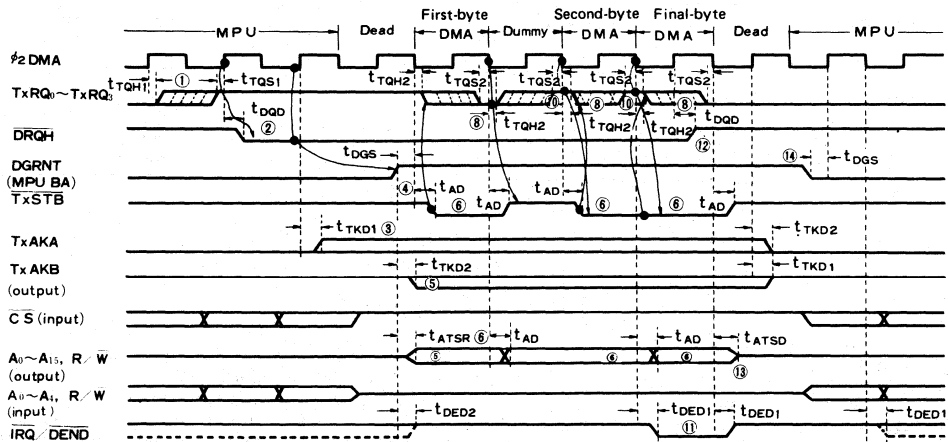 First-byte Second-byte Final-byte
MPU Dead DMA Dummy DMA DMA Dead MPU
φ2 DMA
tTQH1 ① tTQS1 tTQH2 tTQS2 tTQS2 tTQS2 tTQS2
TxRQ0~TxRQ3 ⑩ ⑧ ⑩ ⑧
tDQD ② ⑧ tTQH2 tTQH2 tTQH2 tDQD
DRQH ⑫
tDGS ⑭ tDGS
DGRNT
(MPU BA) ④ tAD tAD tAD
TxSTB ⑥ tAD ⑥ ⑥
tTKD1 ③ tTKD2
TxAKA
tTKD2 tTKD1
TxAKB
(output) ⑤
CS (input)
tATSR ⑥ tAD tAD tATSD
A0~A15, R/W ⑤ ⑥ ⑥
(output) ⑬
A0~A4, R/W
(input)
tDED2 tDED1 tDED1 tDED1
IRQ/DEND ⑪